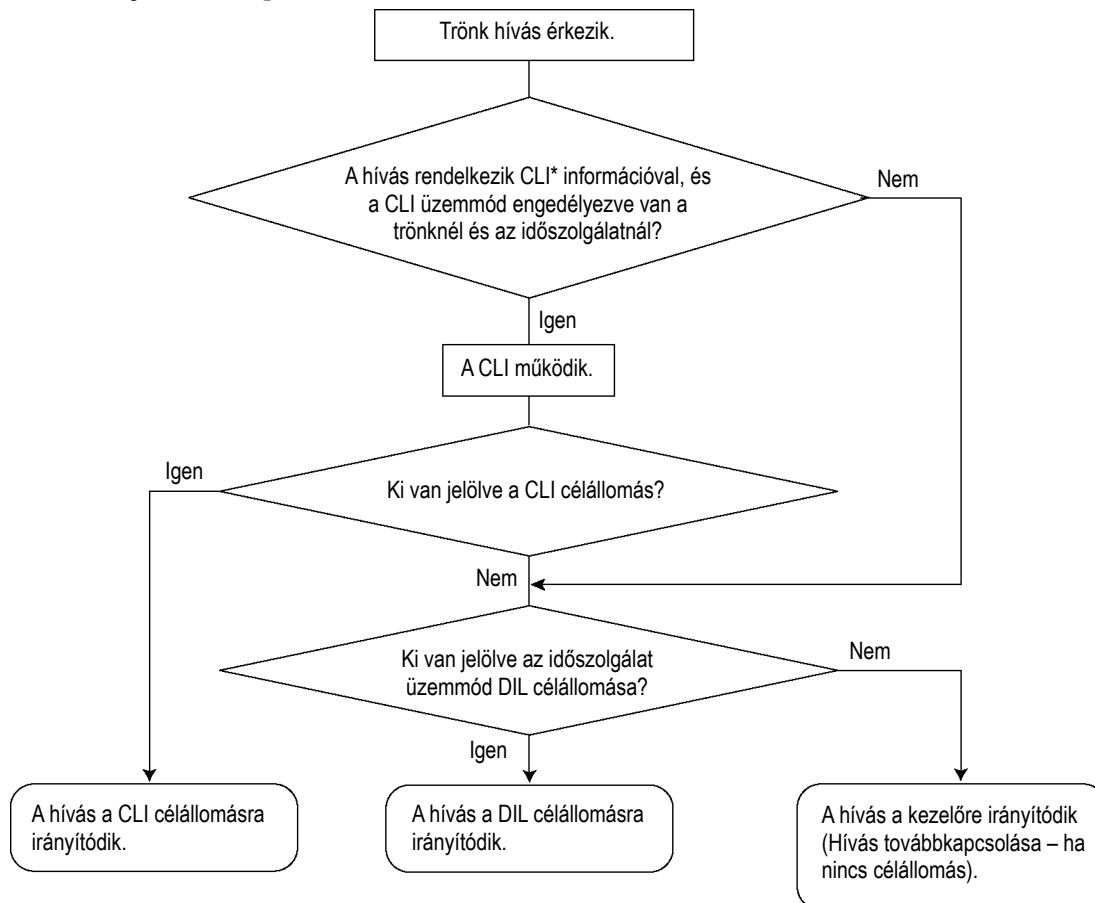 Trönk hívás érkezik.
A hívás rendelkezik CLI* információval, és
a CLI üzemmód engedélyezve van a
trönknél és az időszolgálatnál?
Nem
Igen
A CLI működik.
Igen
Ki van jelölve a CLI célállomás?
Nem
Ki van jelölve az időszolgálat
üzemmód DIL célállomása?
Nem
Igen
A hívás a CLI célállomásra
irányítódik.
A hívás a DIL célállomásra
irányítódik.
A hívás a kezelőre irányítódik
(Hívás továbbkapcsolása – ha
nincs célállomás).